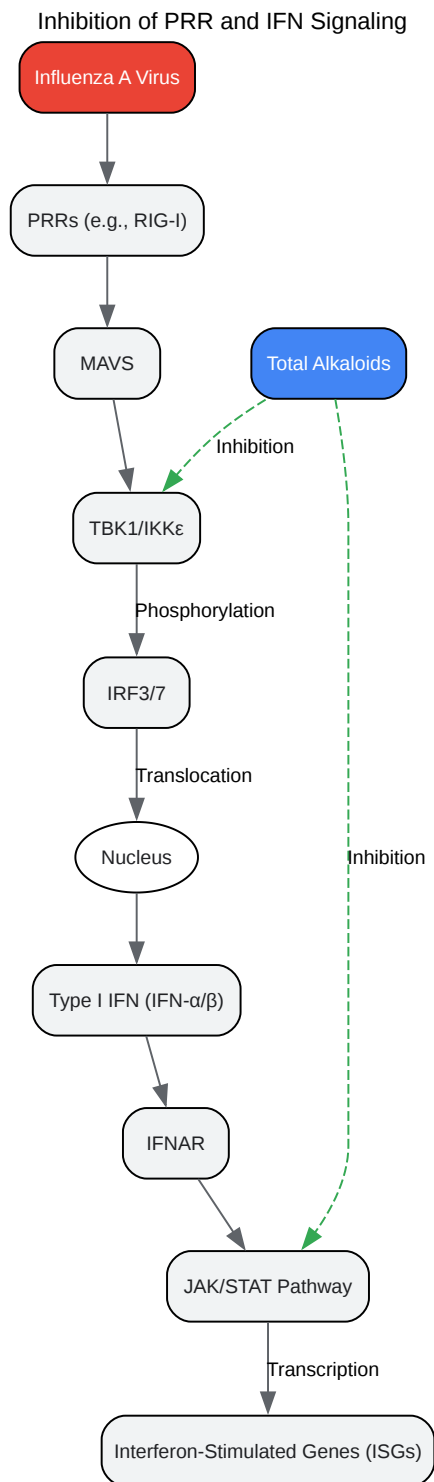 Inhibition of PRR and IFN Signaling
Influenza A Virus
PRRs (e.g., RIG-I)
MAVS
Total Alkaloids
Inhibition
TBK1/IKKε
Phosphorylation
IRF3/7
Translocation
Nucleus
Inhibition
Type I IFN (IFN-α/β)
IFNAR
JAK/STAT Pathway
Transcription
Interferon-Stimulated Genes (ISGs)